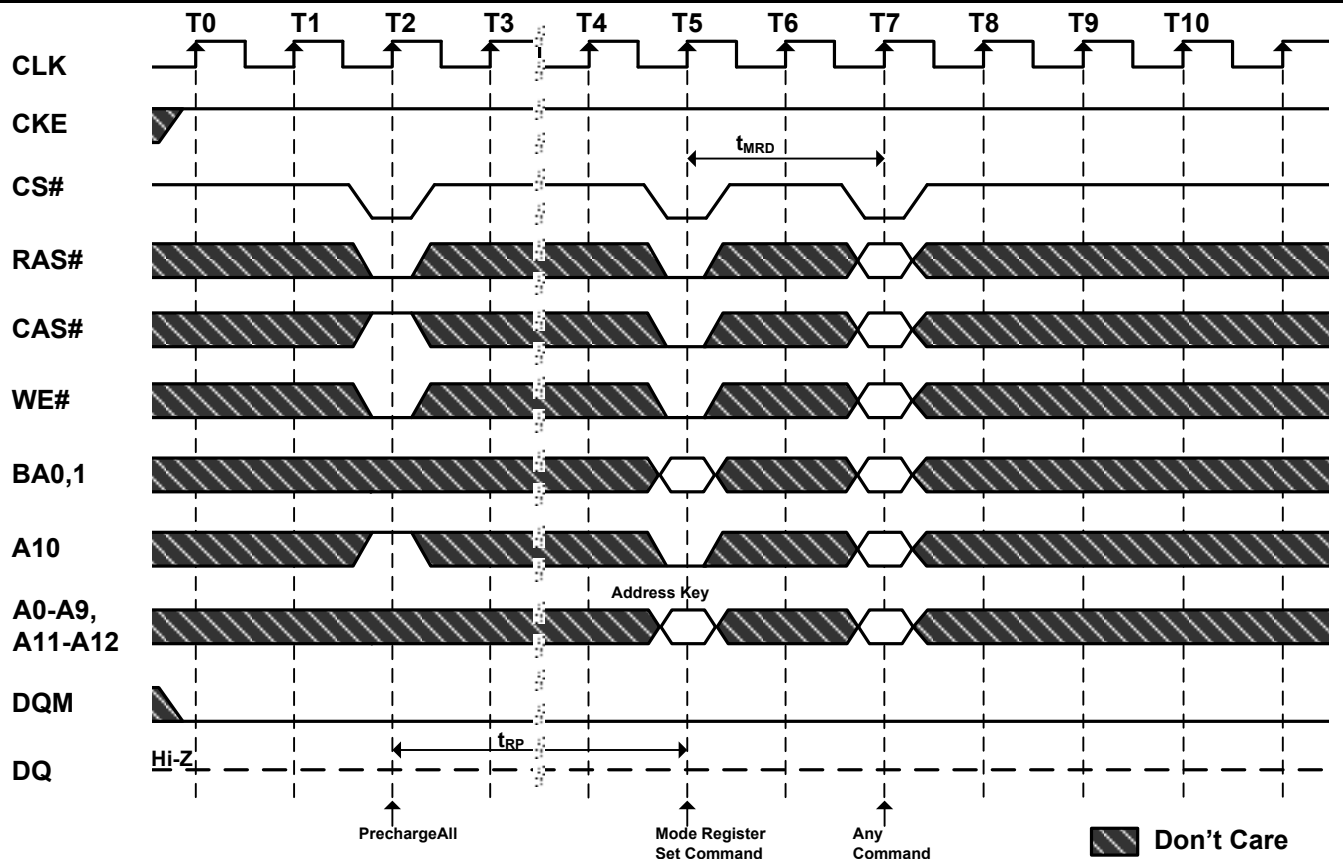 T0 T1 T2 T3 T4 T5 T6 T7 T8 T9 T10
CLK
CKE
tMRD
CS#
RAS#
CAS#
WE#
BA0,1
A10
Address Key
A0-A9,
A11-A12
DQM
tRP
Hi-Z
DQ
PrechargeAll
Mode Register
Set Command
Any
Command
Don't Care